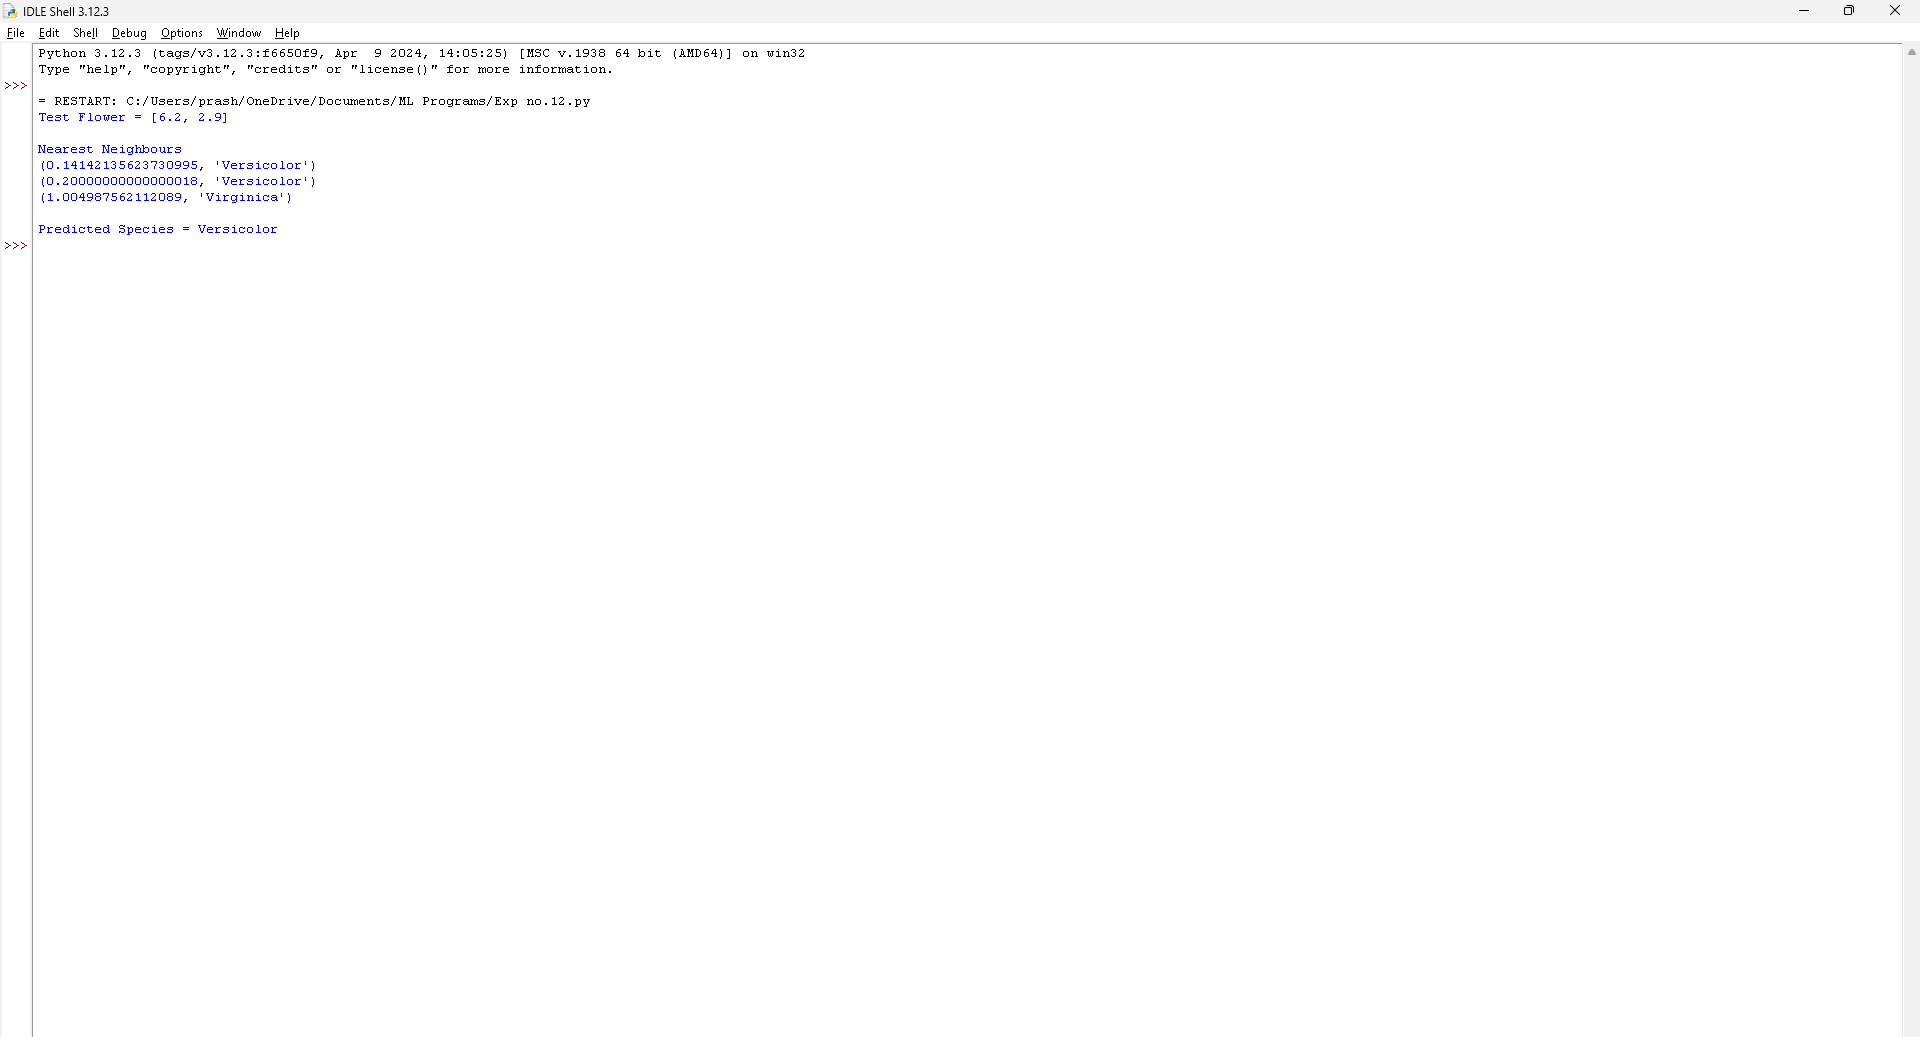 IDLE Shell 3.12.3
File Edit Shell Debug Options Window Help
Python 3.12.3 (tags/v3.12.3:f6650f9, Apr  9 2024, 14:05:25) [MSC v.1938 64 bit (AMD64)] on win32
Type "help", "copyright", "credits" or "license()" for more information.
>>>
= RESTART: C:/Users/prash/OneDrive/Documents/ML Programs/Exp no.12.py
Test Flower = [6.2, 2.9]
Nearest Neighbours
(0.14142135623730995, 'Versicolor')
(0.20000000000000018, 'Versicolor')
(1.004987562112089, 'Virginica')
Predicted Species = Versicolor
>>>